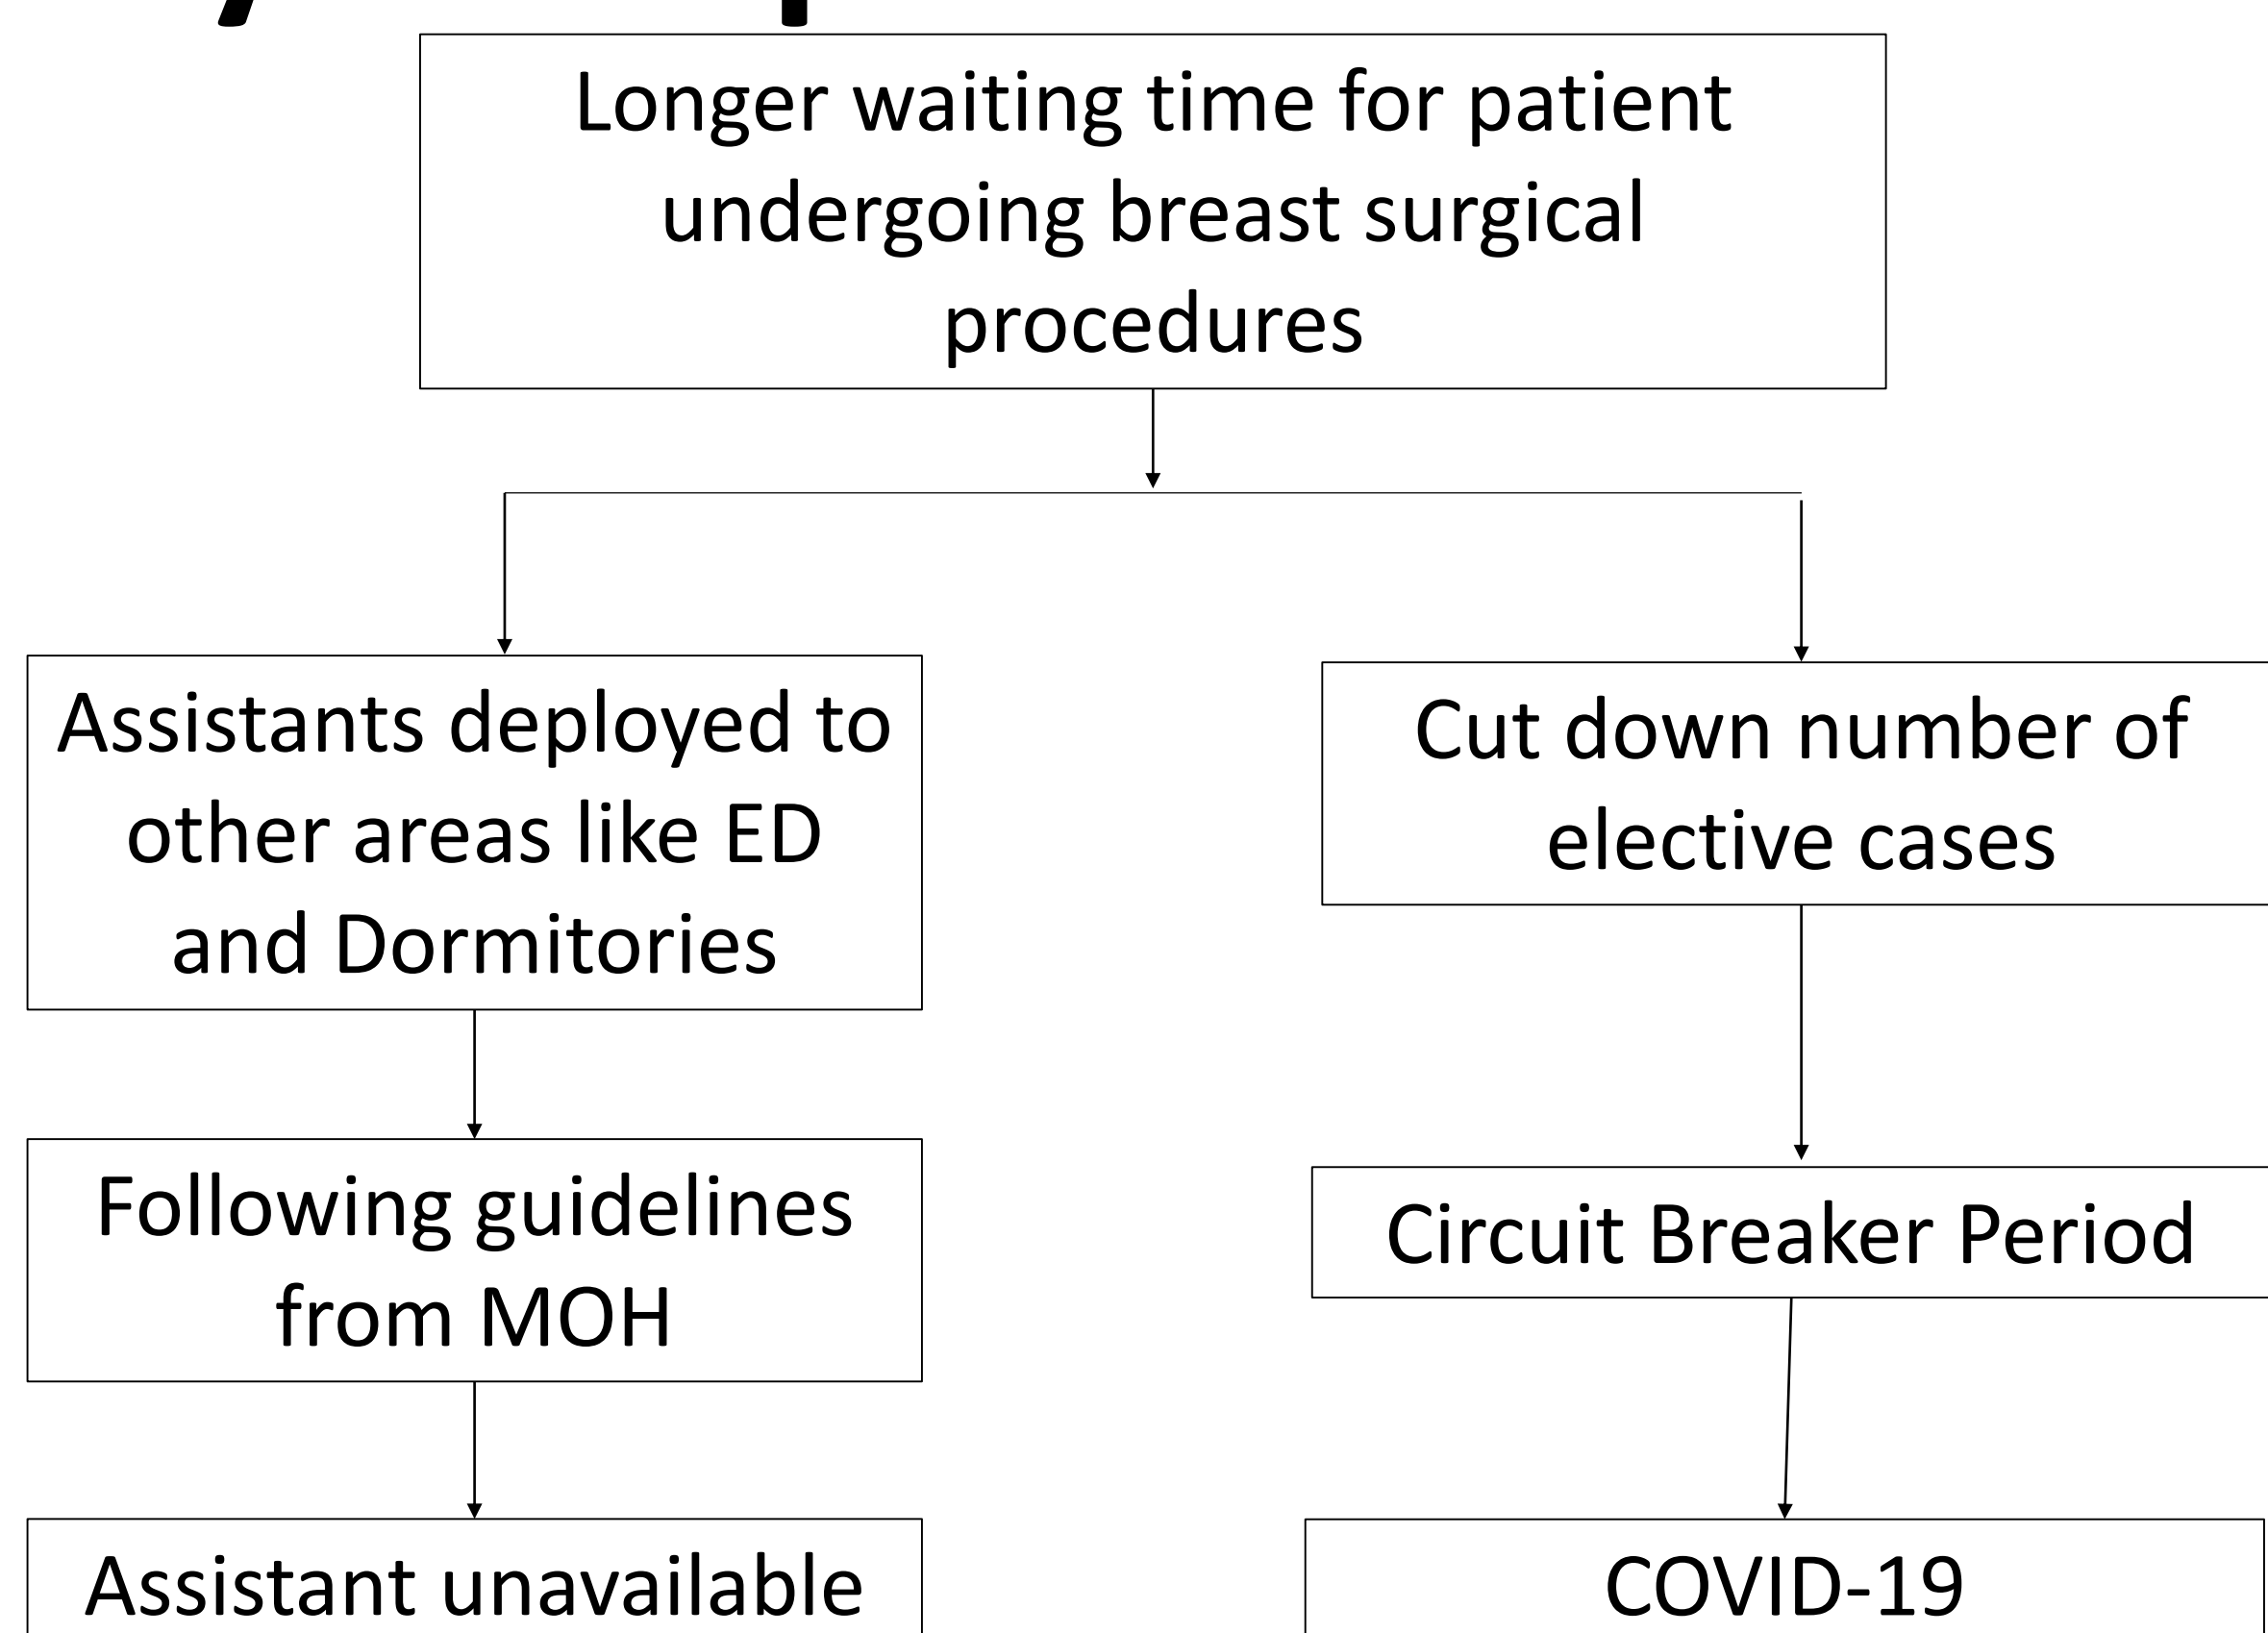 Longer waiting time for patient
undergoing breast surgical
procedures
Assistants deployed to
other areas like ED
and Dormitories
Cut down number of
elective cases
Following guidelines
from MOH
Circuit Breaker Period
Assistant unavailable
COVID-19